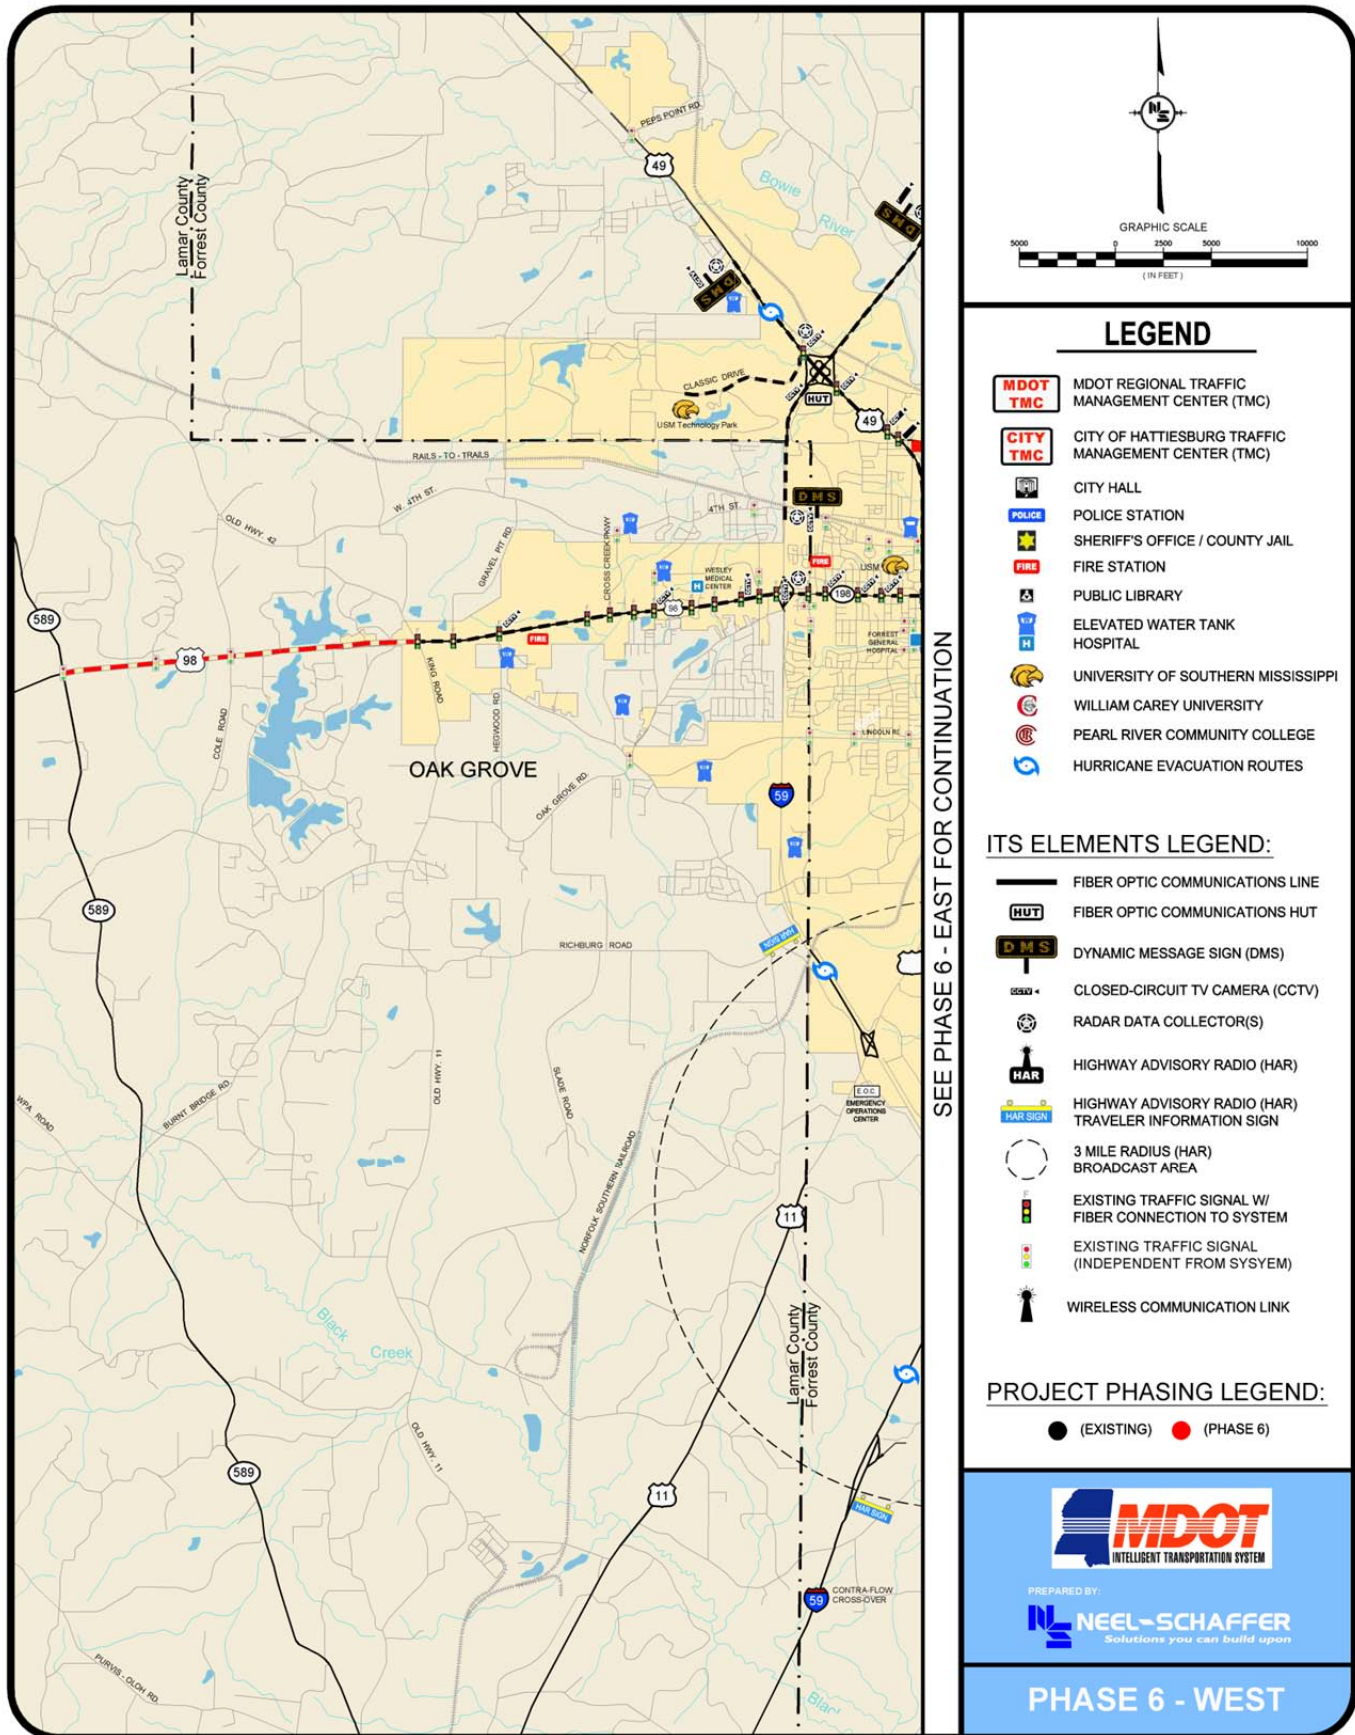 PEPS POINT RD.
49
Bowie
River
Lamar County
Forrest County
DMS
CCTV
DMS
CCTV
CCTV
CCTV
HUT
CLASSIC DRIVE
USM Technology Park
49
RAILS - TO - TRAILS
DMS
CCTV
W. 4TH ST.
4TH ST.
OLD HWY. 42
GRAVEL PIT RD.
CROSS CREEK PKWY
WESLEY
MEDICAL
CENTER
H
FIRE
USM
CCTV
98
198
589
FIRE
98
FORREST
GENERAL
HOSPITAL
KING ROAD
HEGWOOD RD.
COLE ROAD
LINCOLN RD.
OAK GROVE
OAK GROVE RD.
59
589
RICHBURG ROAD
HAR SIGN
OLD HWY. 11
SLADE ROAD
BURNT BRIDGE RD.
WPA ROAD
E.O.C.
EMERGENCY
OPERATIONS
CENTER
NORFOLK SOUTHERN RAILROAD
11
Lamar County
Forrest County
Black
Creek
OLD HWY. 11
589
11
HAR SIGN
59
CONTRA-FLOW
CROSS-OVER
PURVIS - OLOH RD.
Black
SEE PHASE 6 - EAST FOR CONTINUATION
GRAPHIC SCALE
5000 0 2500 5000 10000
( IN FEET )
LEGEND
MDOT
TMC
MDOT REGIONAL TRAFFIC
MANAGEMENT CENTER (TMC)
CITY
TMC
CITY OF HATTIESBURG TRAFFIC
MANAGEMENT CENTER (TMC)
CITY HALL
POLICE POLICE STATION
SHERIFF'S OFFICE / COUNTY JAIL
FIRE FIRE STATION
PUBLIC LIBRARY
ELEVATED WATER TANK
H HOSPITAL
UNIVERSITY OF SOUTHERN MISSISSIPPI
WILLIAM CAREY UNIVERSITY
PEARL RIVER COMMUNITY COLLEGE
HURRICANE EVACUATION ROUTES
ITS ELEMENTS LEGEND:
FIBER OPTIC COMMUNICATIONS LINE
HUT FIBER OPTIC COMMUNICATIONS HUT
DMS DYNAMIC MESSAGE SIGN (DMS)
CCTV CLOSED-CIRCUIT TV CAMERA (CCTV)
RADAR DATA COLLECTOR(S)
HAR HIGHWAY ADVISORY RADIO (HAR)
HAR SIGN HIGHWAY ADVISORY RADIO (HAR)
TRAVELER INFORMATION SIGN
3 MILE RADIUS (HAR)
BROADCAST AREA
F EXISTING TRAFFIC SIGNAL W/
FIBER CONNECTION TO SYSTEM
EXISTING TRAFFIC SIGNAL
(INDEPENDENT FROM SYSYEM)
WIRELESS COMMUNICATION LINK
PROJECT PHASING LEGEND:
(EXISTING) (PHASE 6)
MDOT
INTELLIGENT TRANSPORTATION SYSTEM
PREPARED BY:
NEEL-SCHAFFER
Solutions you can build upon
PHASE 6 - WEST